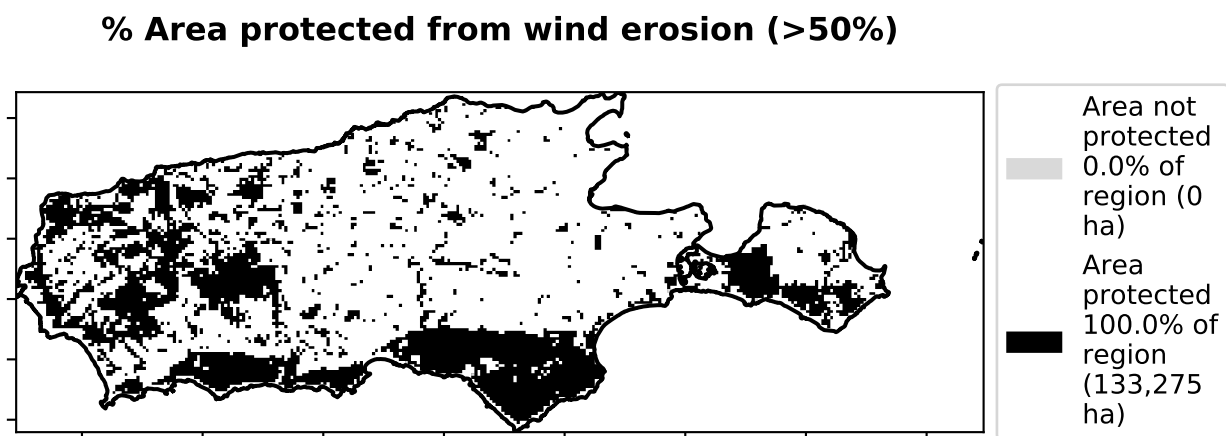 % Area protected from wind erosion (>50%)
Area not
protected
0.0% of
region (0
ha)
Area
protected
100.0% of
region
(133,275
ha)